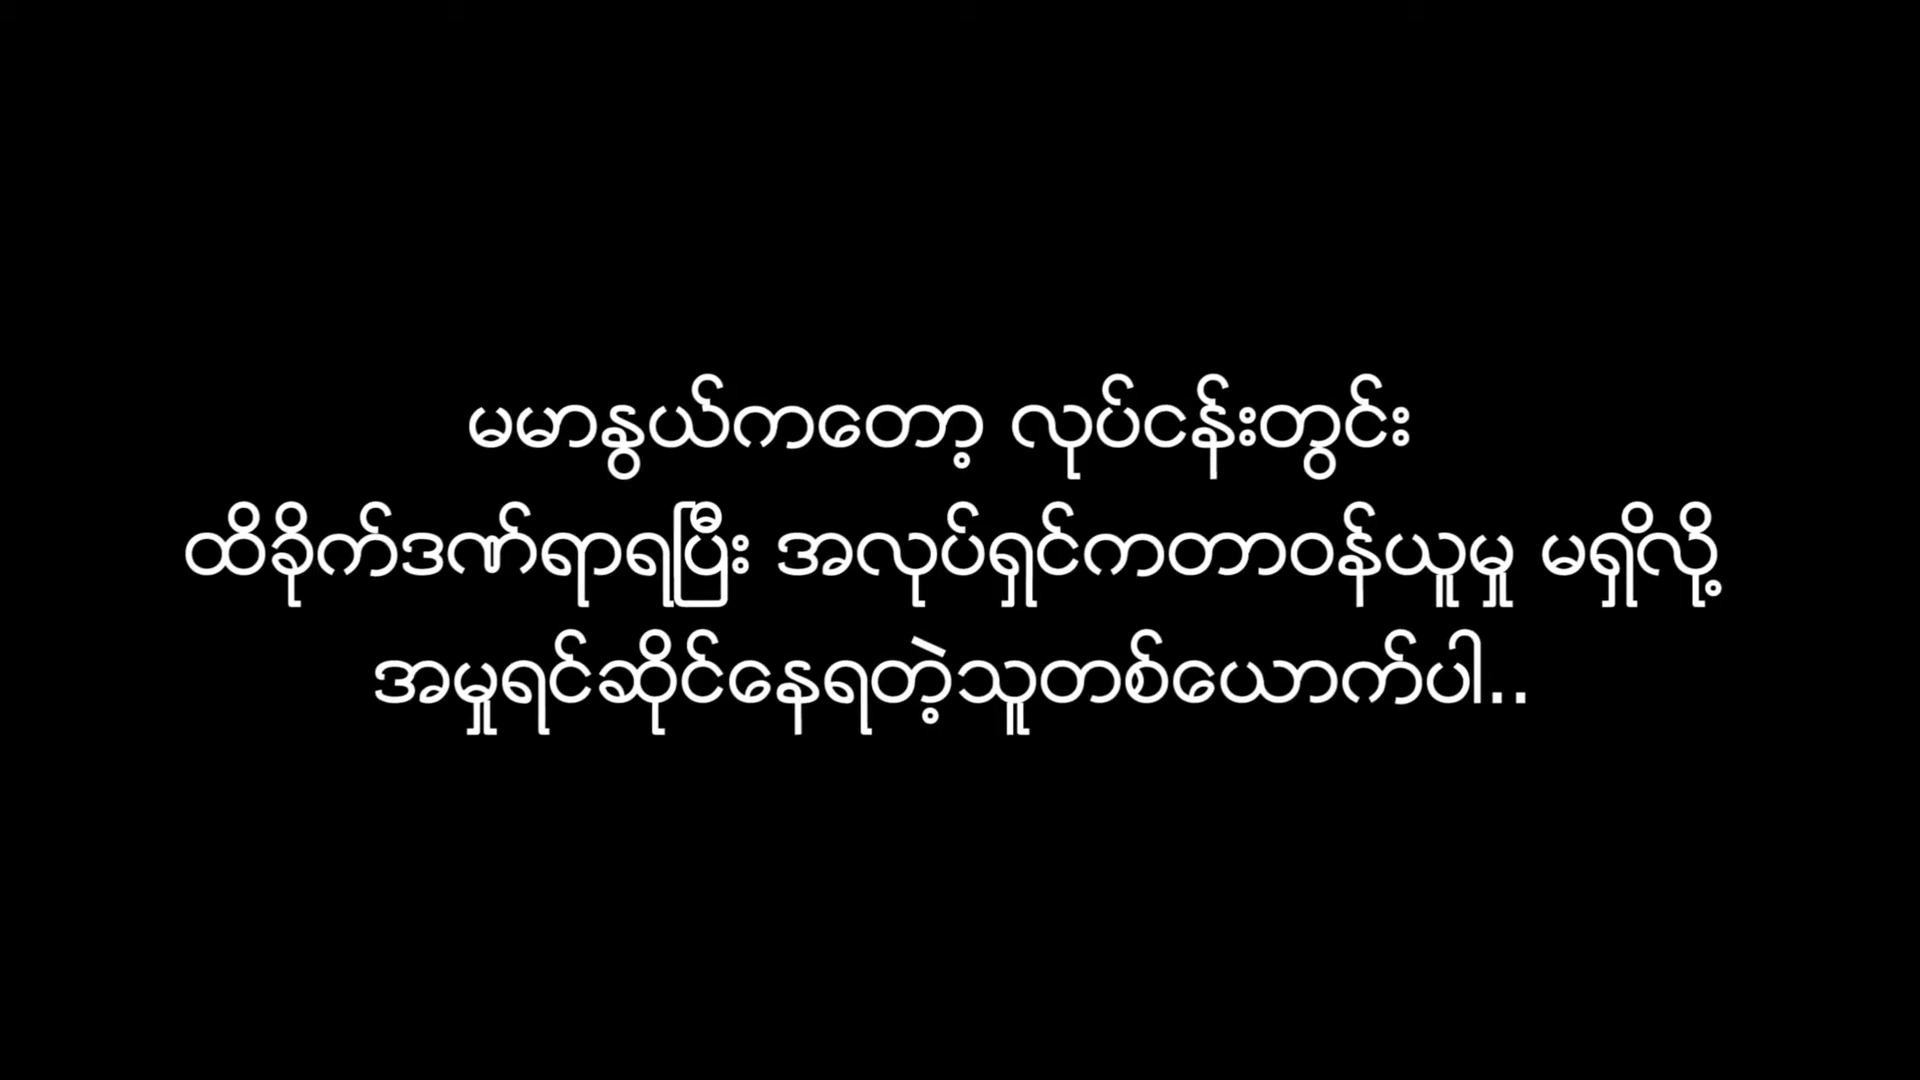 မမာနွယ်ကတော့ လုပ်ငန်းတွင်း
ထိခိုက်ဒဏ်ရာရပြီး အလုပ်ရှင်ကတာဝန်ယူမှု မရှိလို့
အမှုရင်ဆိုင်နေရတဲ့သူတစ်ယောက်ပါ..